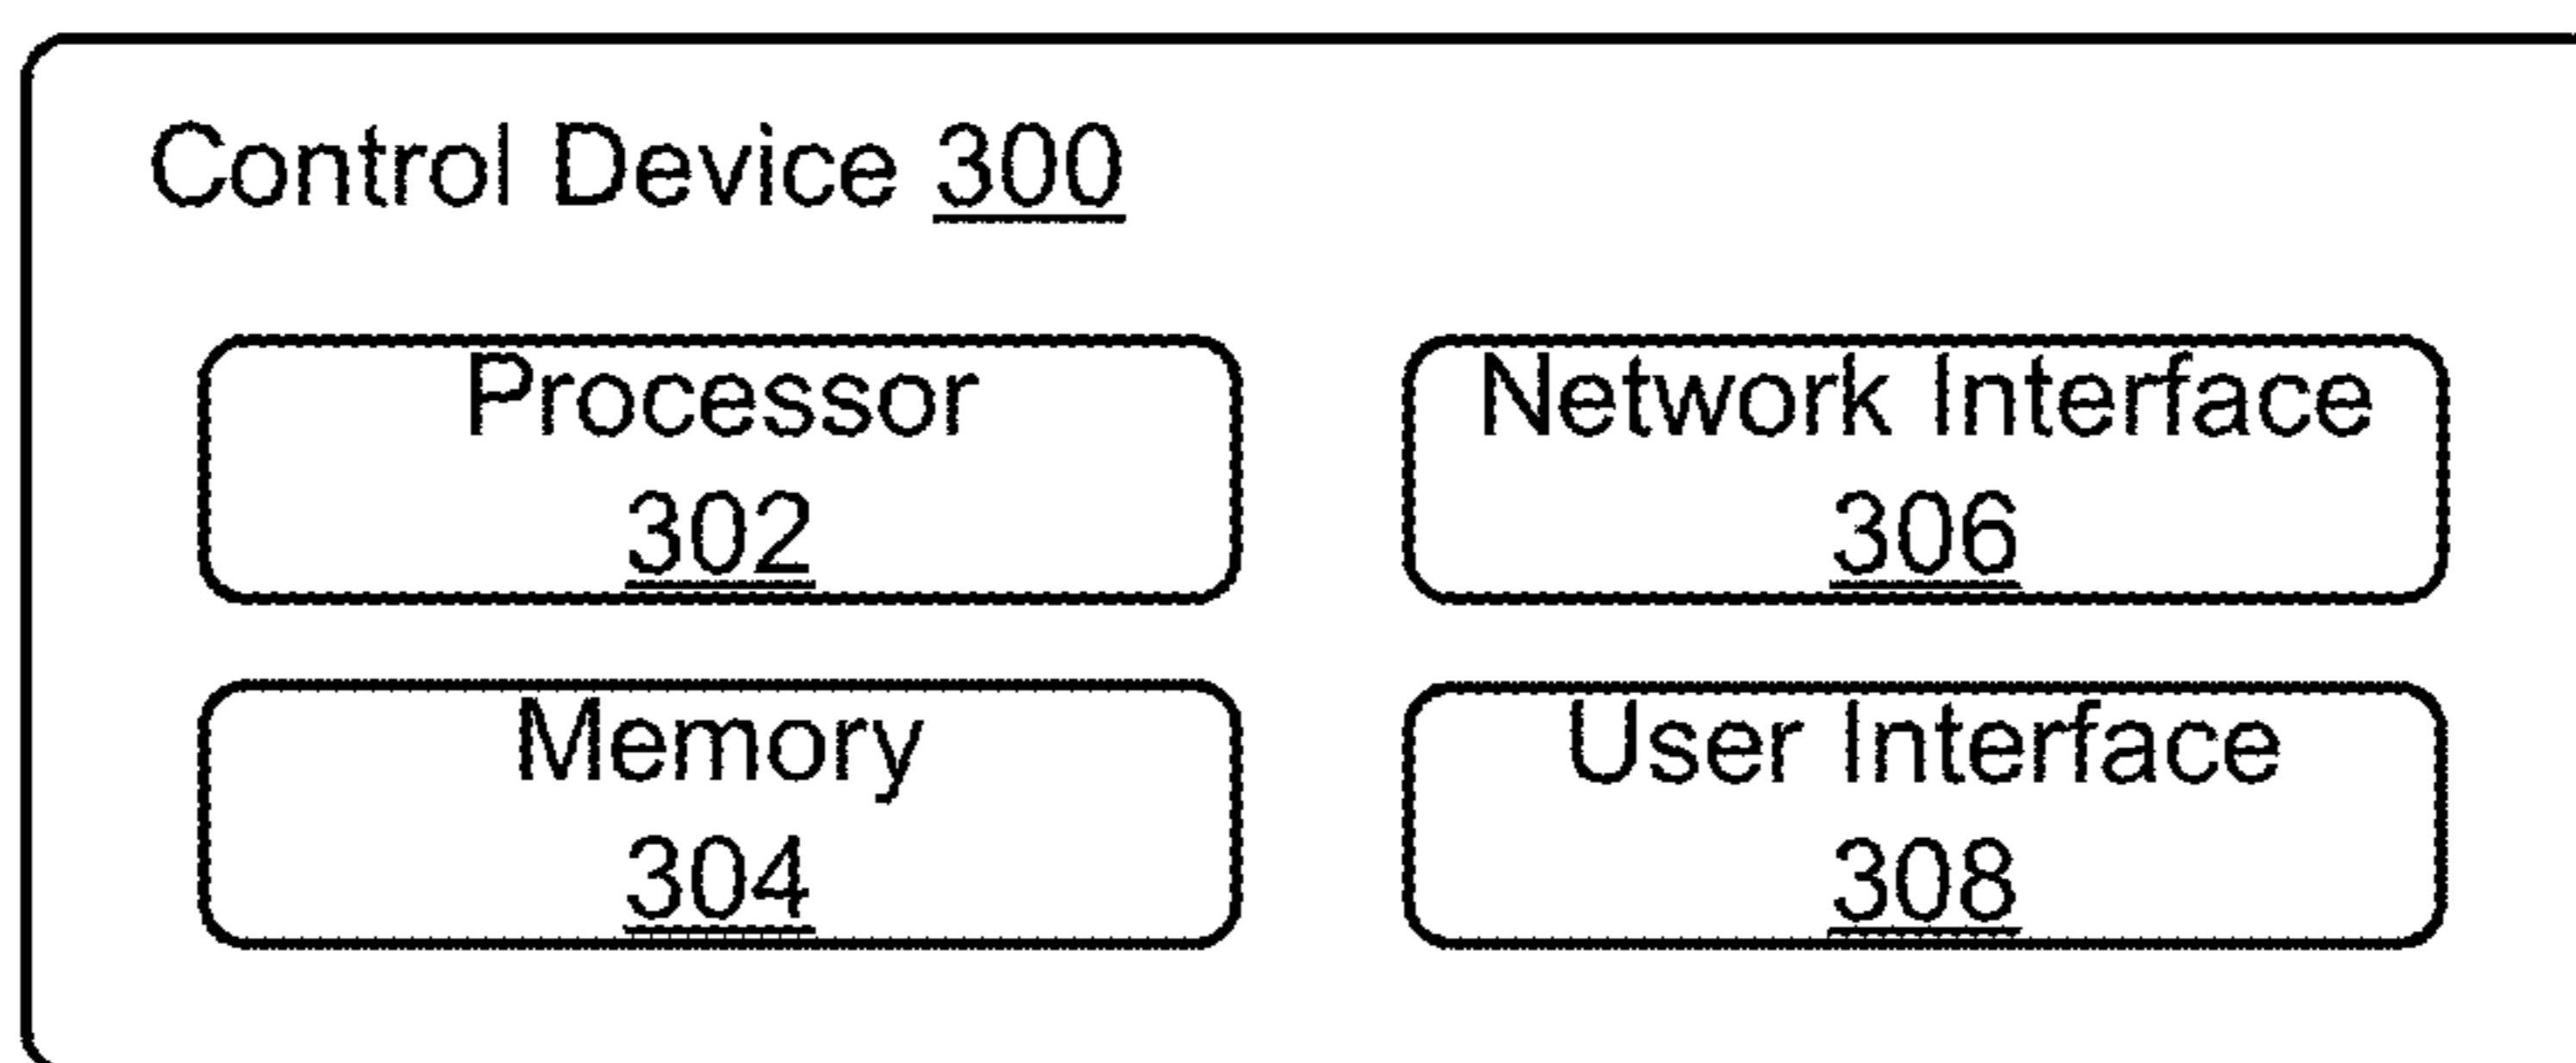 Control Device 300
Processor
302
Network Interface
306
Memory
304
User Interface
308